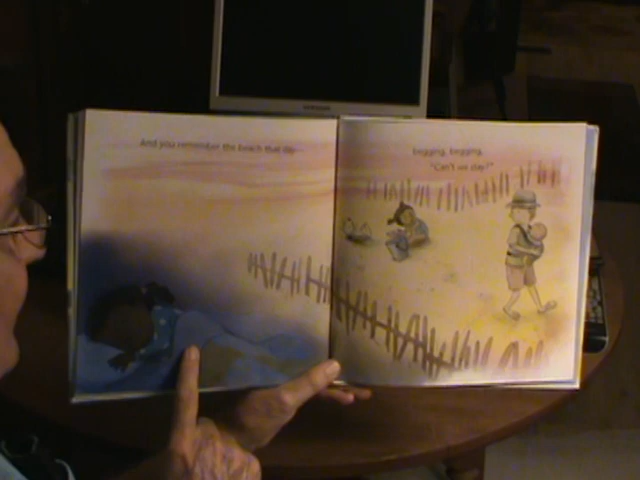 And you remember the beach that day
begging, begging,
"Can't we stay?"